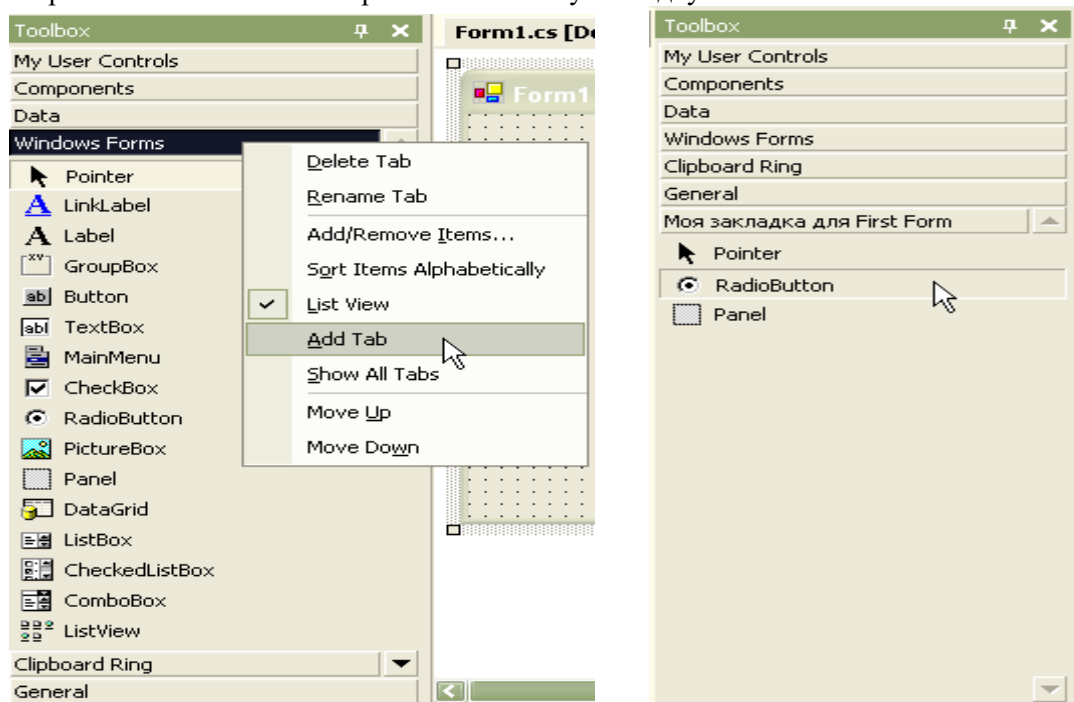 Toolbox
My User Controls
Components
Data
Windows Forms
Pointer
LinkLabel
Label
GroupBox
Button
TextBox
MainMenu
CheckBox
RadioButton
PictureBox
Panel
DataGrid
ListBox
CheckedListBox
ComboBox
ListView
Clipboard Ring
General
Form1.cs [De
Form1
Delete Tab
Rename Tab
Add/Remove Items...
Sort Items Alphabetically
List View
Add Tab
Show All Tabs
Move Up
Move Down
Toolbox
My User Controls
Components
Data
Windows Forms
Clipboard Ring
General
Моя закладка для First Form
Pointer
RadioButton
Panel